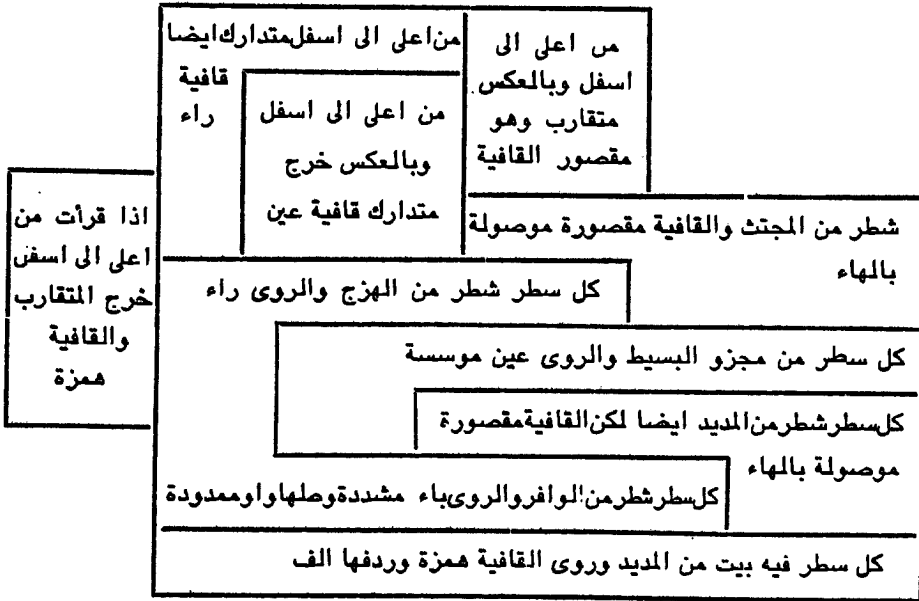 من اعلى الى
اسفل وبالعكس
متقارب وهو
مقصور القافية
من اعلى الى اسفل متدارك ايضا
قافية
راء
من اعلى الى اسفل
وبالعكس خرج
متدارك قافية عين
اذا قرأت من
اعلى الى اسفل
خرج المتقارب
والقافية
همزة
شطر من المجتث والقافية مقصورة موصولة
بالهاء
كل سطر شطر من الهزج والروى راء
كل سطر من مجزو البسيط والروى عين موسسة
كل سطر شطر من المديد ايضا لكن القافية مقصورة
موصولة بالهاء
كل سطر شطر من الوافر والروى باء مشددة وصلها واو ممدودة
كل سطر فيه بيت من المديد وروى القافية همزة وردفها الف